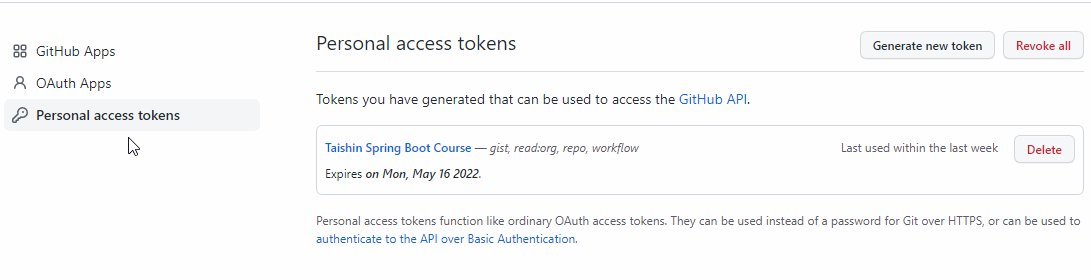 GitHub Apps
OAuth Apps
Personal access tokens
Personal access tokens
Generate new token
Revoke all
Tokens you have generated that can be used to access the GitHub API.
Taishin Spring Boot Course — gist, read:org, repo, workflow
Last used within the last week
Delete
Expires on Mon, May 16 2022.
Personal access tokens function like ordinary OAuth access tokens. They can be used instead of a password for Git over HTTPS, or can be used to
authenticate to the API over Basic Authentication.